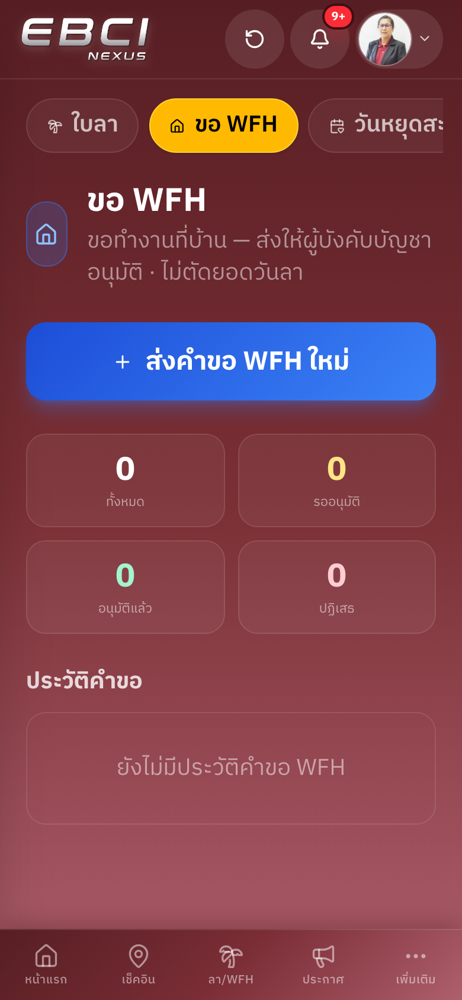 EBCI
NEXUS
9+
ใบลา
ขอ WFH
วันหยุดสะ
ขอ WFH
ขอทำงานที่บ้าน — ส่งให้ผู้บังคับบัญชา
อนุมัติ · ไม่ตัดยอดวันลา
+ ส่งคำขอ WFH ใหม่
0
ทั้งหมด
0
รออนุมัติ
0
อนุมัติแล้ว
0
ปฏิเสธ
ประวัติคำขอ
ยังไม่มีประวัติคำขอ WFH
หน้าแรก
เช็คอิน
ลา/WFH
ประกาศ
เพิ่มเติม